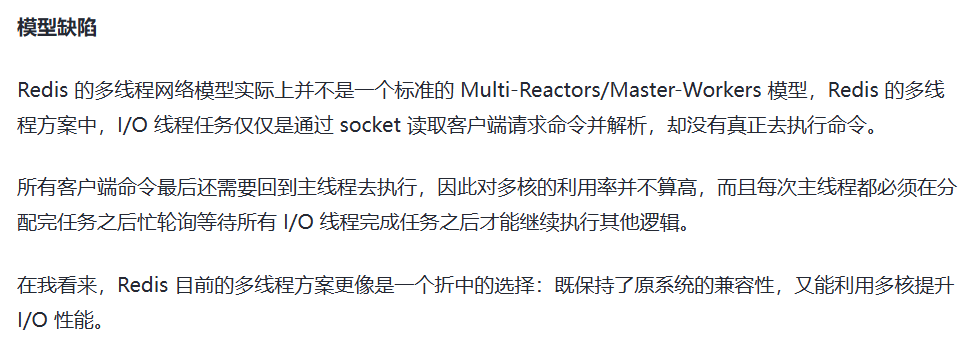 模型缺陷
Redis 的多线程网络模型实际上并不是一个标准的 Multi-Reactors/Master-Workers 模型，Redis 的多线
程方案中，I/O 线程任务仅仅是通过 socket 读取客户端请求命令并解析，却没有真正去执行命令。
所有客户端命令最后还需要回到主线程去执行，因此对多核的利用率并不算高，而且每次主线程都必须在分
配完任务之后忙轮询等待所有 I/O 线程完成任务之后才能继续执行其他逻辑。
在我看来，Redis 目前的多线程方案更像是一个折中的选择：既保持了原系统的兼容性，又能利用多核提升
I/O 性能。